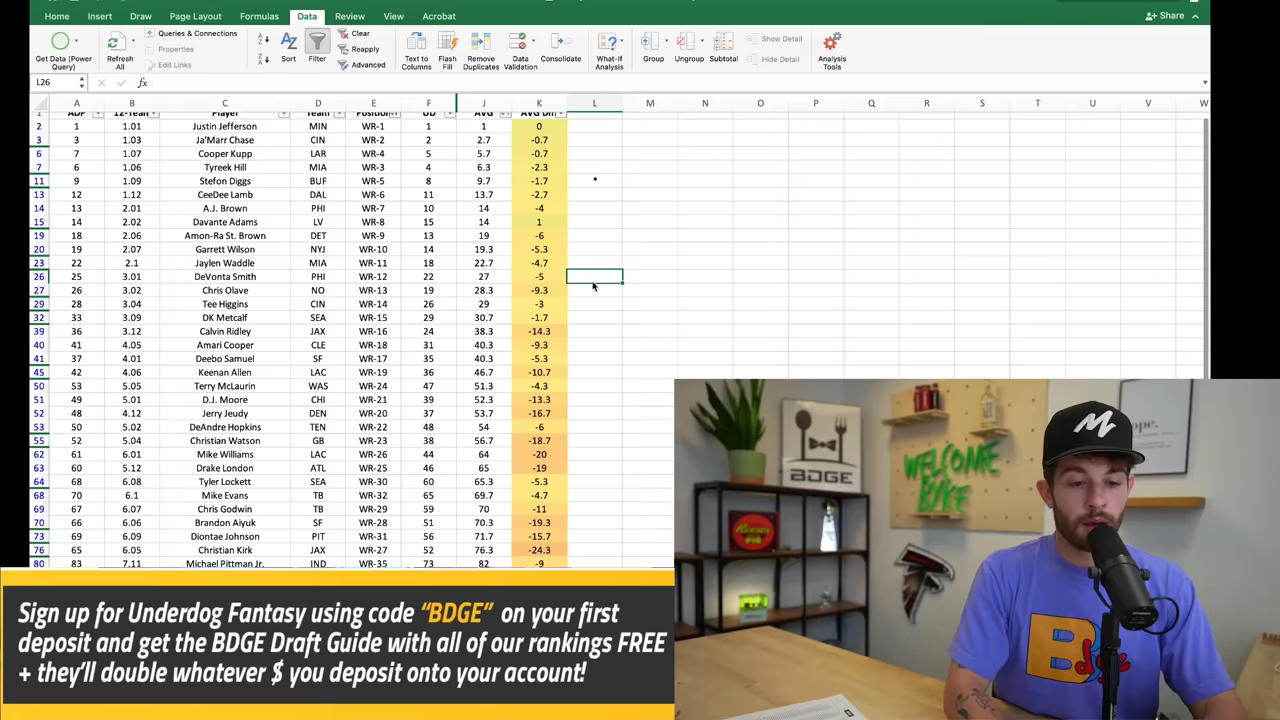 Home Insert Draw Page Layout Formulas Data Review View Acrobat Share
Get Data (Power Query) Refresh All Queries & Connections Properties Edit Links Sort Filter Clear Reapply Advanced Text to Columns Flash Fill Remove Duplicates Data Validation Consolidate What-If Analysis Group Ungroup Subtotal Show Detail Hide Detail Analysis Tools
L26 fx
A B C D E F J K L M N O P Q R S T U V W
1 ADP 12-Team Player Team Position UD AVG AVG Diff
2 1 1.01 Justin Jefferson MIN WR-1 1 1 0
3 3 1.03 Ja'Marr Chase CIN WR-2 2 2.7 -0.7
6 7 1.07 Cooper Kupp LAR WR-4 5 5.7 -0.7
7 6 1.06 Tyreek Hill MIA WR-3 4 6.3 -2.3
11 9 1.09 Stefon Diggs BUF WR-5 8 9.7 -1.7 *
13 12 1.12 CeeDee Lamb DAL WR-6 11 13.7 -2.7
14 13 2.01 A.J. Brown PHI WR-7 10 14 -4
15 14 2.02 Davante Adams LV WR-8 15 14 1
19 18 2.06 Amon-Ra St. Brown DET WR-9 13 19 -6
20 19 2.07 Garrett Wilson NYJ WR-10 14 19.3 -5.3
23 22 2.1 Jaylen Waddle MIA WR-11 18 22.7 -4.7
26 25 3.01 DeVonta Smith PHI WR-12 22 27 -5
27 26 3.02 Chris Olave NO WR-13 19 28.3 -9.3
29 28 3.04 Tee Higgins CIN WR-14 26 29 -3
32 33 3.09 DK Metcalf SEA WR-15 29 30.7 -1.7
39 36 3.12 Calvin Ridley JAX WR-16 24 38.3 -14.3
40 41 4.05 Amari Cooper CLE WR-18 31 40.3 -9.3
41 37 4.01 Deebo Samuel SF WR-17 35 40.3 -5.3
45 42 4.06 Keenan Allen LAC WR-19 36 46.7 -10.7
50 53 5.05 Terry McLaurin WAS WR-24 47 51.3 -4.3
51 49 5.01 D.J. Moore CHI WR-21 39 52.3 -13.3
52 48 4.12 Jerry Jeudy DEN WR-20 37 53.7 -16.7
53 50 5.02 DeAndre Hopkins TEN WR-22 48 54 -6
55 52 5.04 Christian Watson GB WR-23 38 56.7 -18.7
62 61 6.01 Mike Williams LAC WR-26 44 64 -20
63 60 5.12 Drake London ATL WR-25 46 65 -19
64 68 6.08 Tyler Lockett SEA WR-30 60 65.3 -5.3
68 70 6.1 Mike Evans TB WR-32 65 69.7 -4.7
69 67 6.07 Chris Godwin TB WR-29 59 70 -11
70 66 6.06 Brandon Aiyuk SF WR-28 51 70.3 -19.3
73 69 6.09 Diontae Johnson PIT WR-31 56 71.7 -15.7
76 65 6.05 Christian Kirk JAX WR-27 52 76.3 -24.3
80 83 7.11 Michael Pittman Jr. IND WR-35 73 82 -9
BDGE
WELCOME
BYKE
Sign up for Underdog Fantasy using code "BDGE" on your first
deposit and get the BDGE Draft Guide with all of our rankings FREE
+ they'll double whatever $ you deposit onto your account!